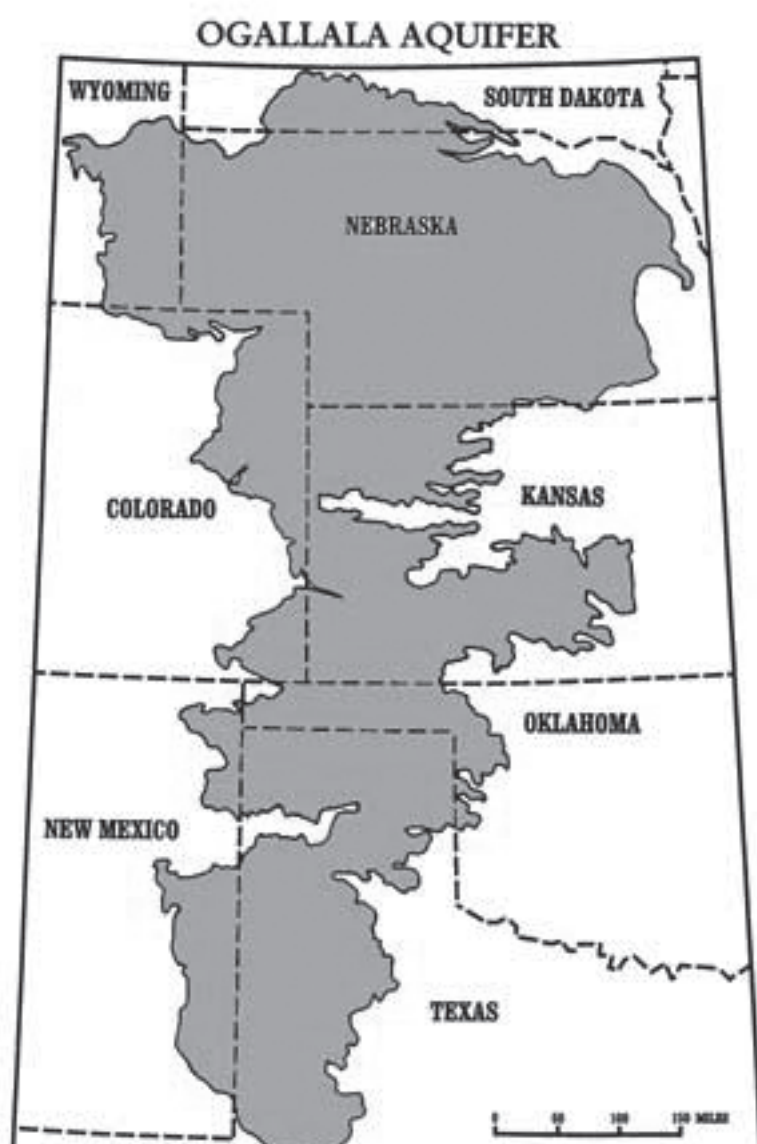 OGALLALA AQUIFER
WYOMING
SOUTH DAKOTA
NEBRASKA
COLORADO
KANSAS
OKLAHOMA
NEW MEXICO
TEXAS
0 50 100 150 MILES